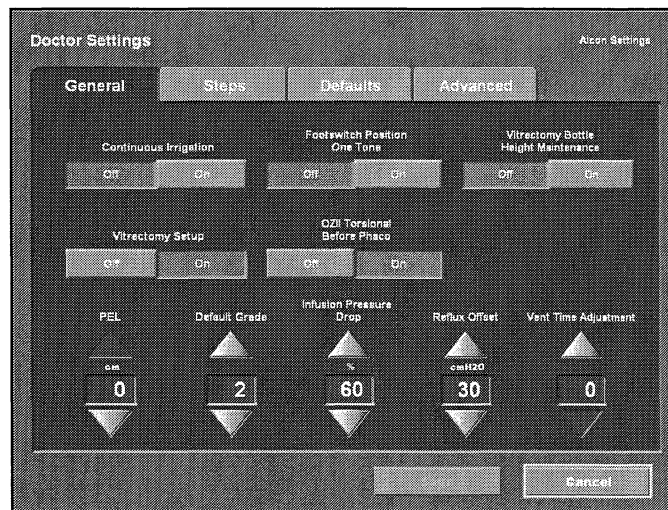 Doctor Settings
Alcon Settings
General
Steps
Defaults
Advanced
Continuous Irrigation
Off On
Footswitch Position
One Tone
Off On
Vitrectomy Bottle
Height Maintenance
Off On
Vitrectomy Setup
Off On
OZil Torsional
Before Phaco
Off On
PEL
cm
0
Default Grade
2
Infusion Pressure
Drop
%
60
Reflux Offset
cmH2O
30
Vent Time Adjustment
0
Cancel